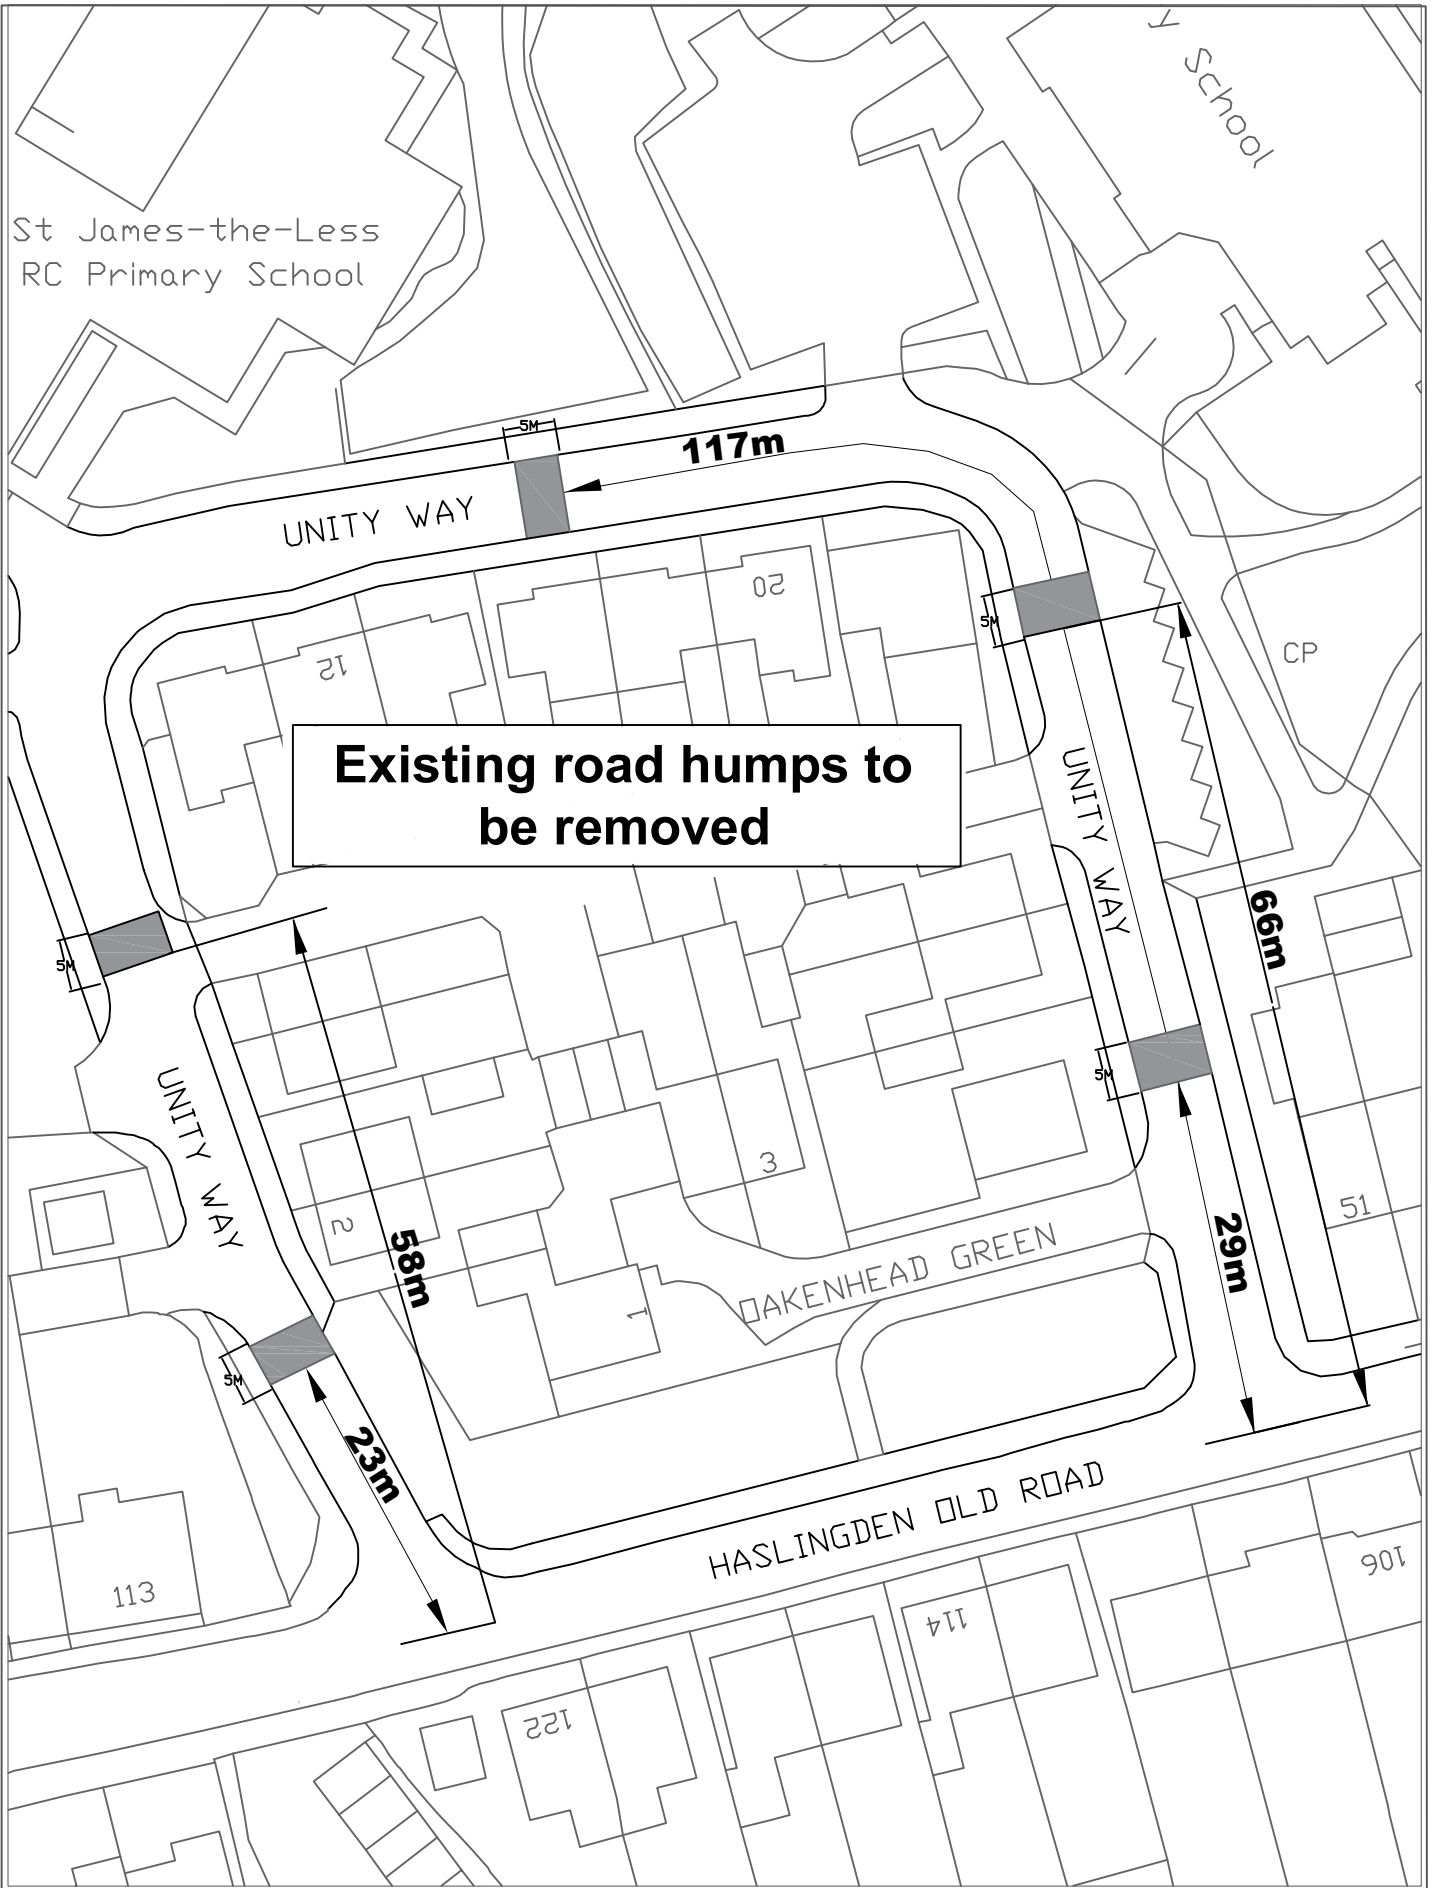 y School
St James-the-Less
RC Primary School
5M
117m
UNITY WAY
20
12
5M
CP
Existing road humps to
be removed
UNITY WAY
66m
5M
5M
UNITY WAY
3
51
2
58m
29m
OAKENHEAD GREEN
1
5M
23m
HASLINGDEN OLD ROAD
113
106
114
122